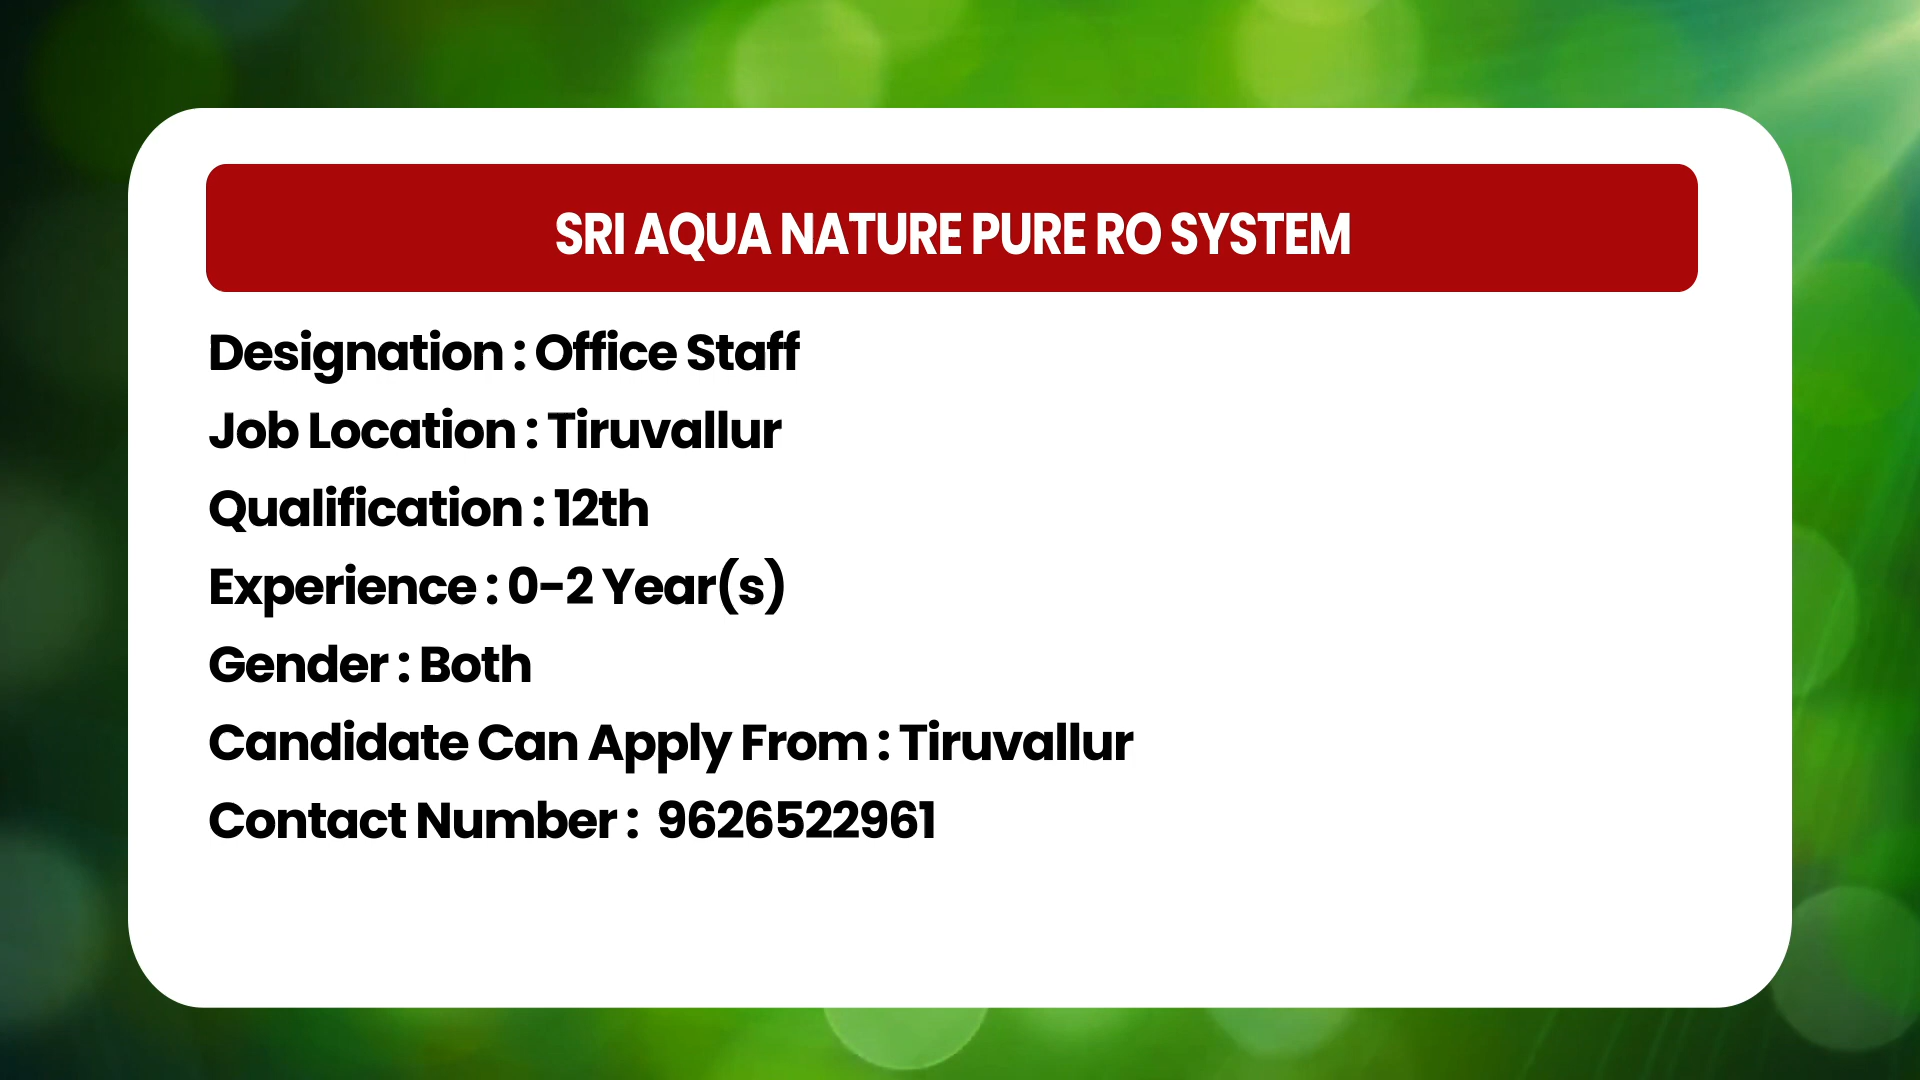 SRI AQUA NATURE PURE RO SYSTEM
Designation : Office Staff
Job Location : Tiruvallur
Qualification : 12th
Experience : 0-2 Year(s)
Gender : Both
Candidate Can Apply From : Tiruvallur
Contact Number :  9626522961